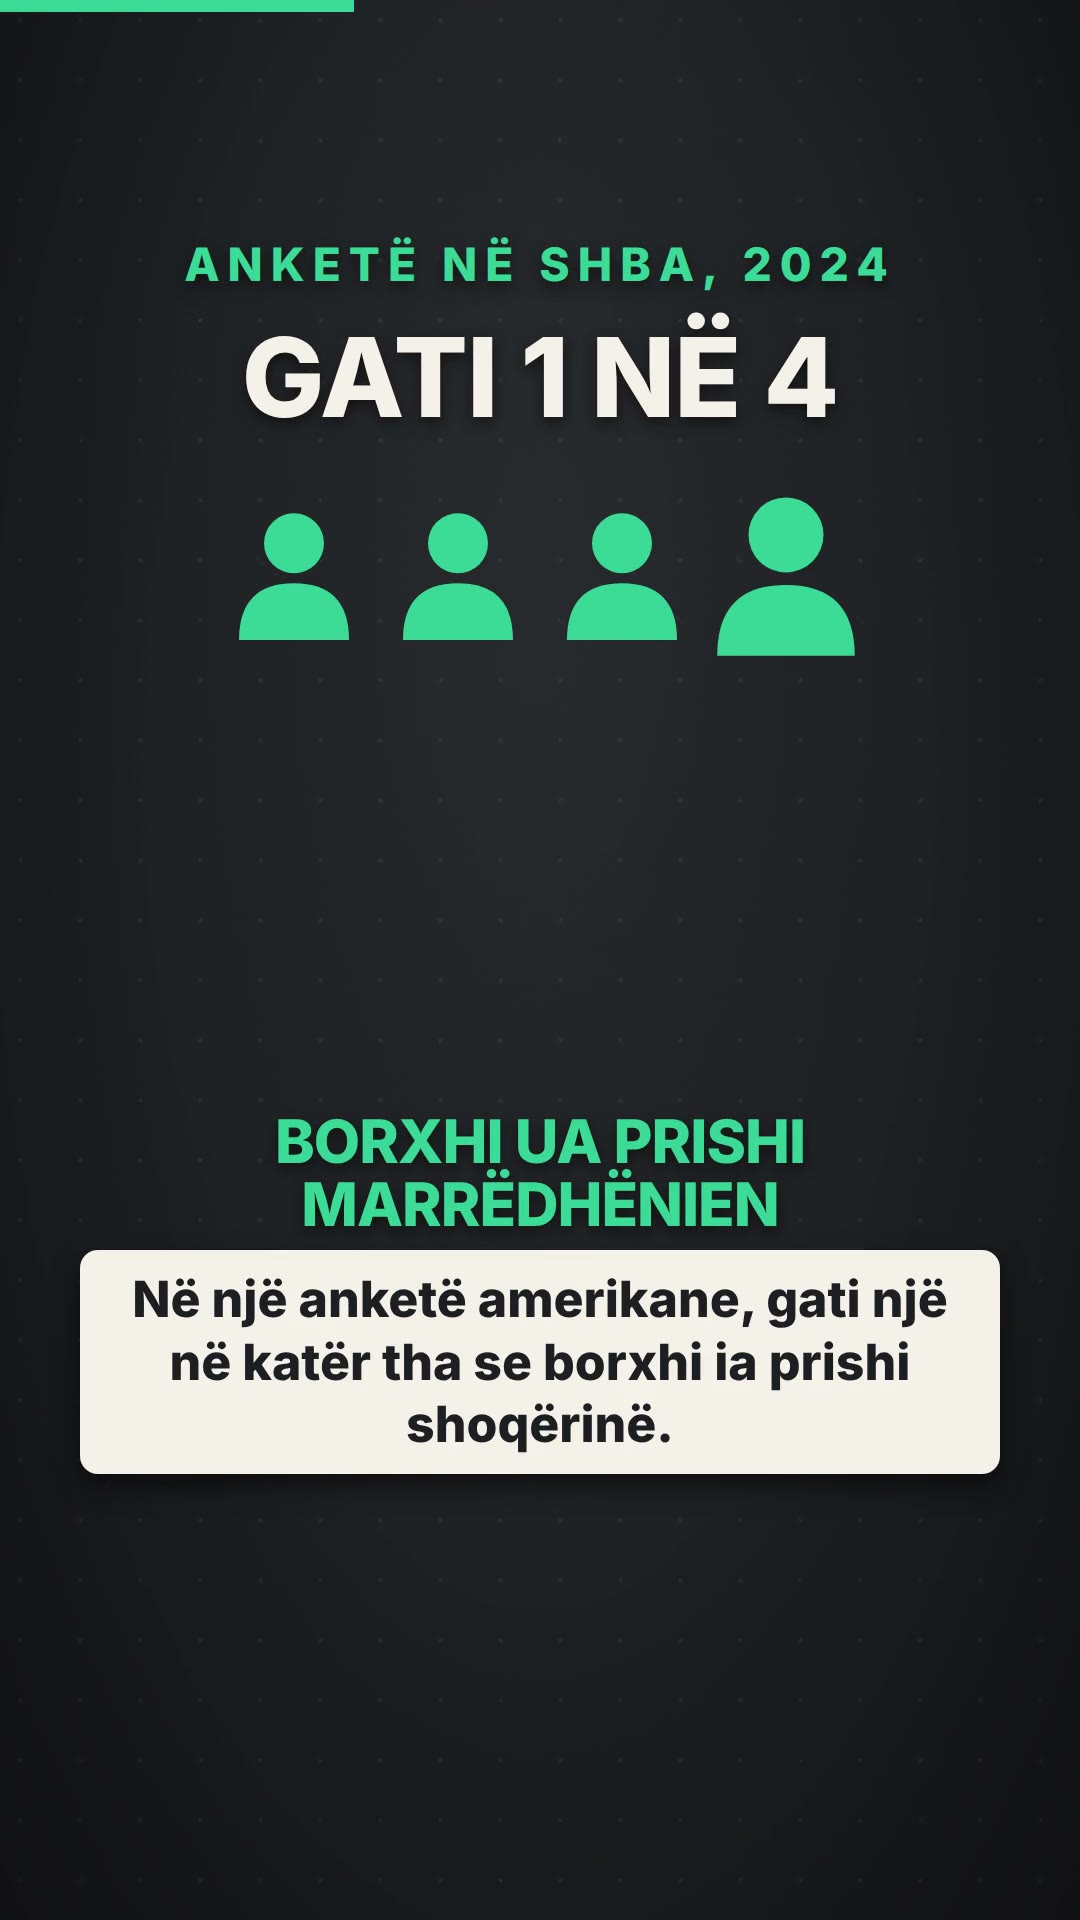 ANKETË NË SHBA, 2024
GATI 1 NË 4
BORXHI UA PRISHI
MARRËDHËNIEN
Në një anketë amerikane, gati një
në katër tha se borxhi ia prishi
shoqërinë.